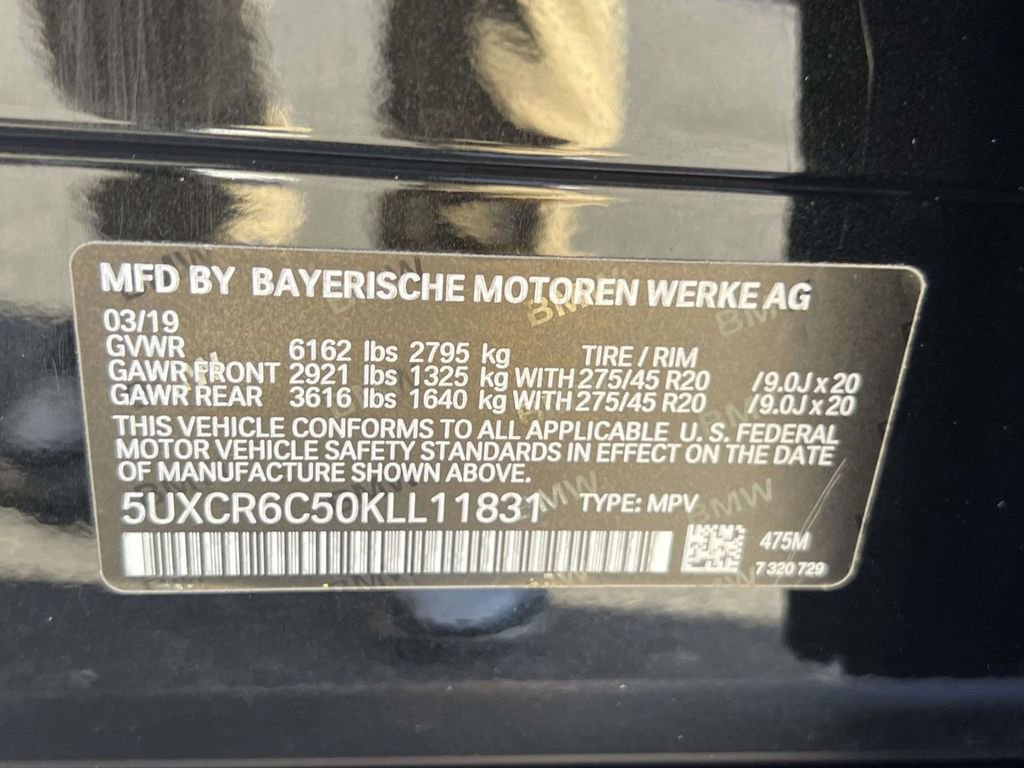 MFD BY BAYERISCHE MOTOREN WERKE AG
03/19
GVWR 6162 lbs 2795 kg TIRE / RIM
GAWR FRONT 2921 lbs 1325 kg WITH 275/45 R20 /9.0J x 20
GAWR REAR 3616 lbs 1640 kg WITH 275/45 R20 /9.0J x 20
THIS VEHICLE CONFORMS TO ALL APPLICABLE U. S. FEDERAL
MOTOR VEHICLE SAFETY STANDARDS IN EFFECT ON THE DATE
OF MANUFACTURE SHOWN ABOVE.
5UXCR6C50KLL11831 TYPE: MPV
475M
7 320 729